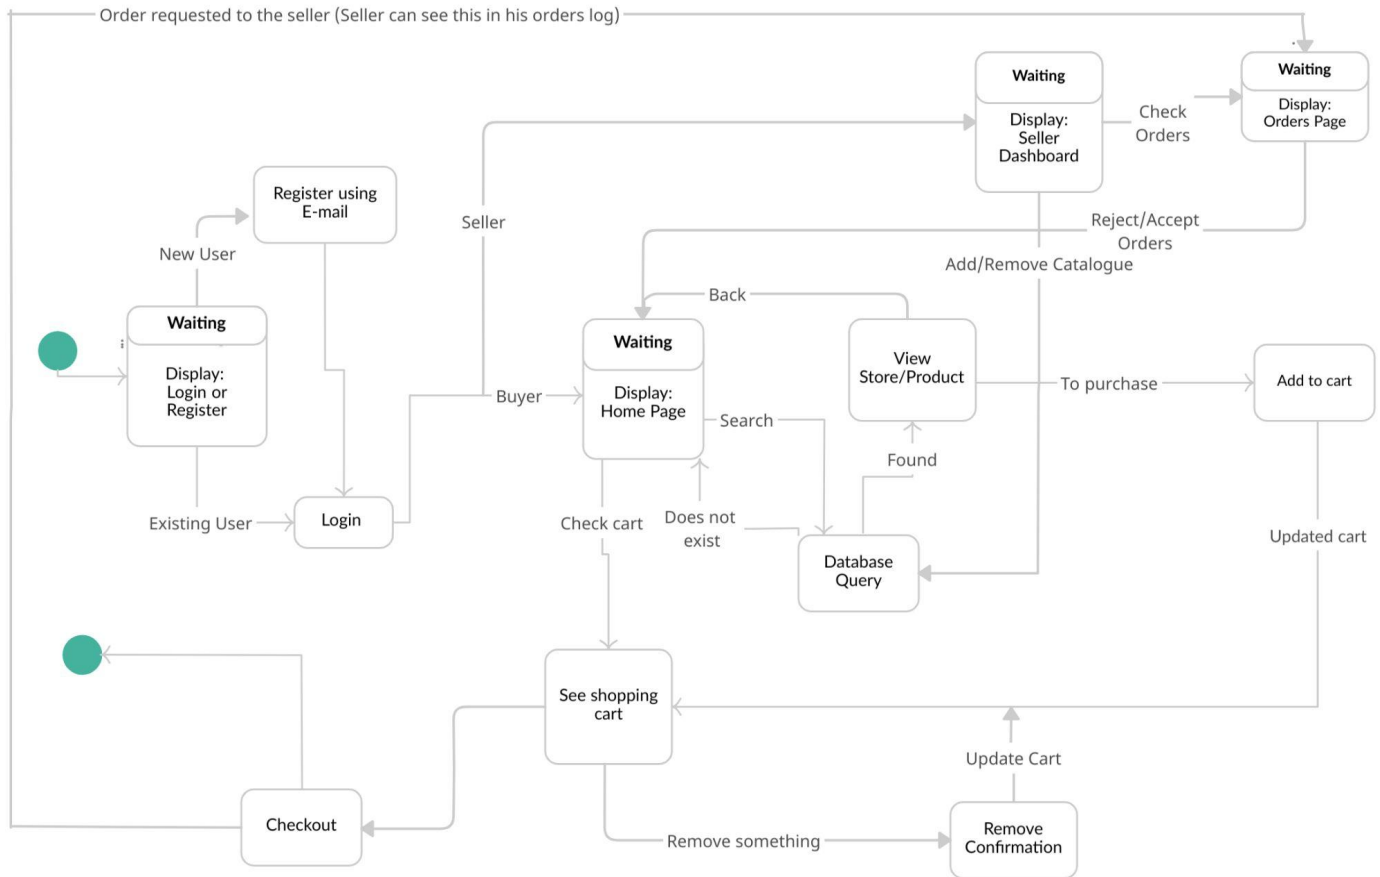 Order requested to the seller (Seller can see this in his orders log)
Waiting
Display:
Seller
Dashboard
Check
Orders
Waiting
Display:
Orders Page
Register using
E-mail
New User
Seller
Reject/Accept
Orders
Add/Remove Catalogue
Waiting
Display:
Login or
Register
Back
Waiting
Display:
Home Page
View
Store/Product
To purchase
Add to cart
Buyer
Search
Found
Existing User
Login
Check cart
Does not
exist
Database
Query
Updated cart
See shopping
cart
Update Cart
Checkout
Remove something
Remove
Confirmation